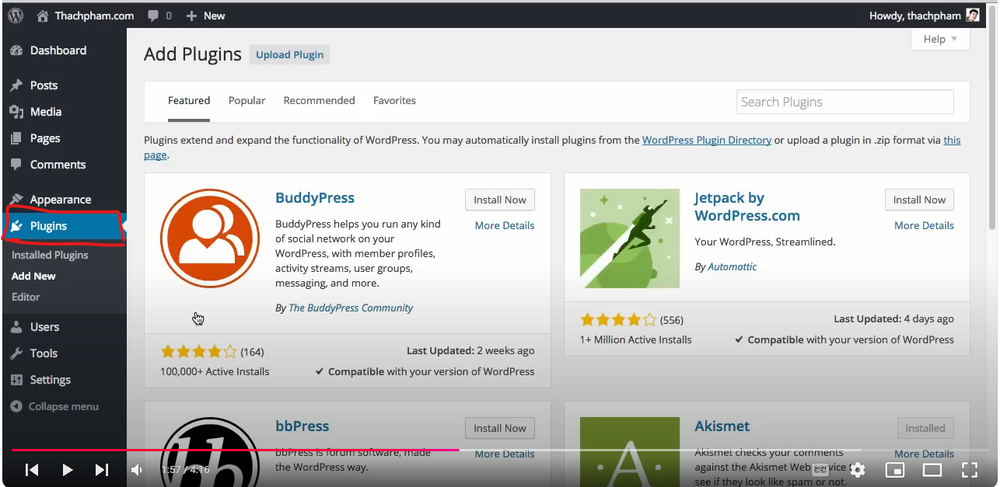 Thachpham.com 0 + New Howdy, thachpham
Help
Dashboard
Posts
Media
Pages
Comments
Appearance
Plugins
Installed Plugins
Add New
Editor
Users
Tools
Settings
Collapse menu
Add Plugins Upload Plugin
Featured Popular Recommended Favorites Search Plugins
Plugins extend and expand the functionality of WordPress. You may automatically install plugins from the WordPress Plugin Directory or upload a plugin in .zip format via this
page.
BuddyPress
Install Now
More Details
BuddyPress helps you run any kind
of social network on your
WordPress, with member profiles,
activity streams, user groups,
messaging, and more.
By The BuddyPress Community
(164)
Last Updated: 2 weeks ago
100,000+ Active Installs
Compatible with your version of WordPress
Jetpack by
WordPress.com
Install Now
More Details
Your WordPress, Streamlined.
By Automattic
(556)
Last Updated: 4 days ago
1+ Million Active Installs
Compatible with your version of WordPress
bbPress
Install Now
More Details
bbPress is forum software, made
the WordPress way.
Akismet
Installed
More Details
Akismet checks your comments
against the Akismet Web service
see if they look like spam or not.
1:57 / 4:16